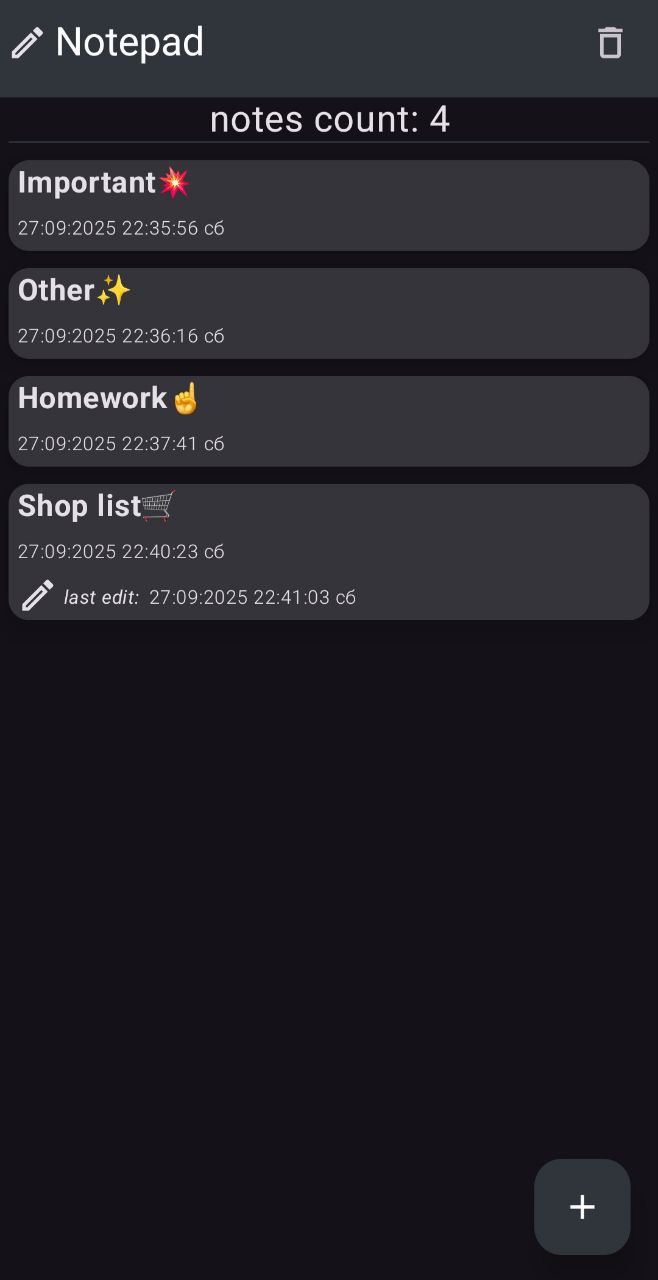 Notepad
notes count: 4
Important💥
27:09:2025 22:35:56 сб
Other✨
27:09:2025 22:36:16 сб
Homework☝️
27:09:2025 22:37:41 сб
Shop list🛒
27:09:2025 22:40:23 сб
last edit: 27:09:2025 22:41:03 сб